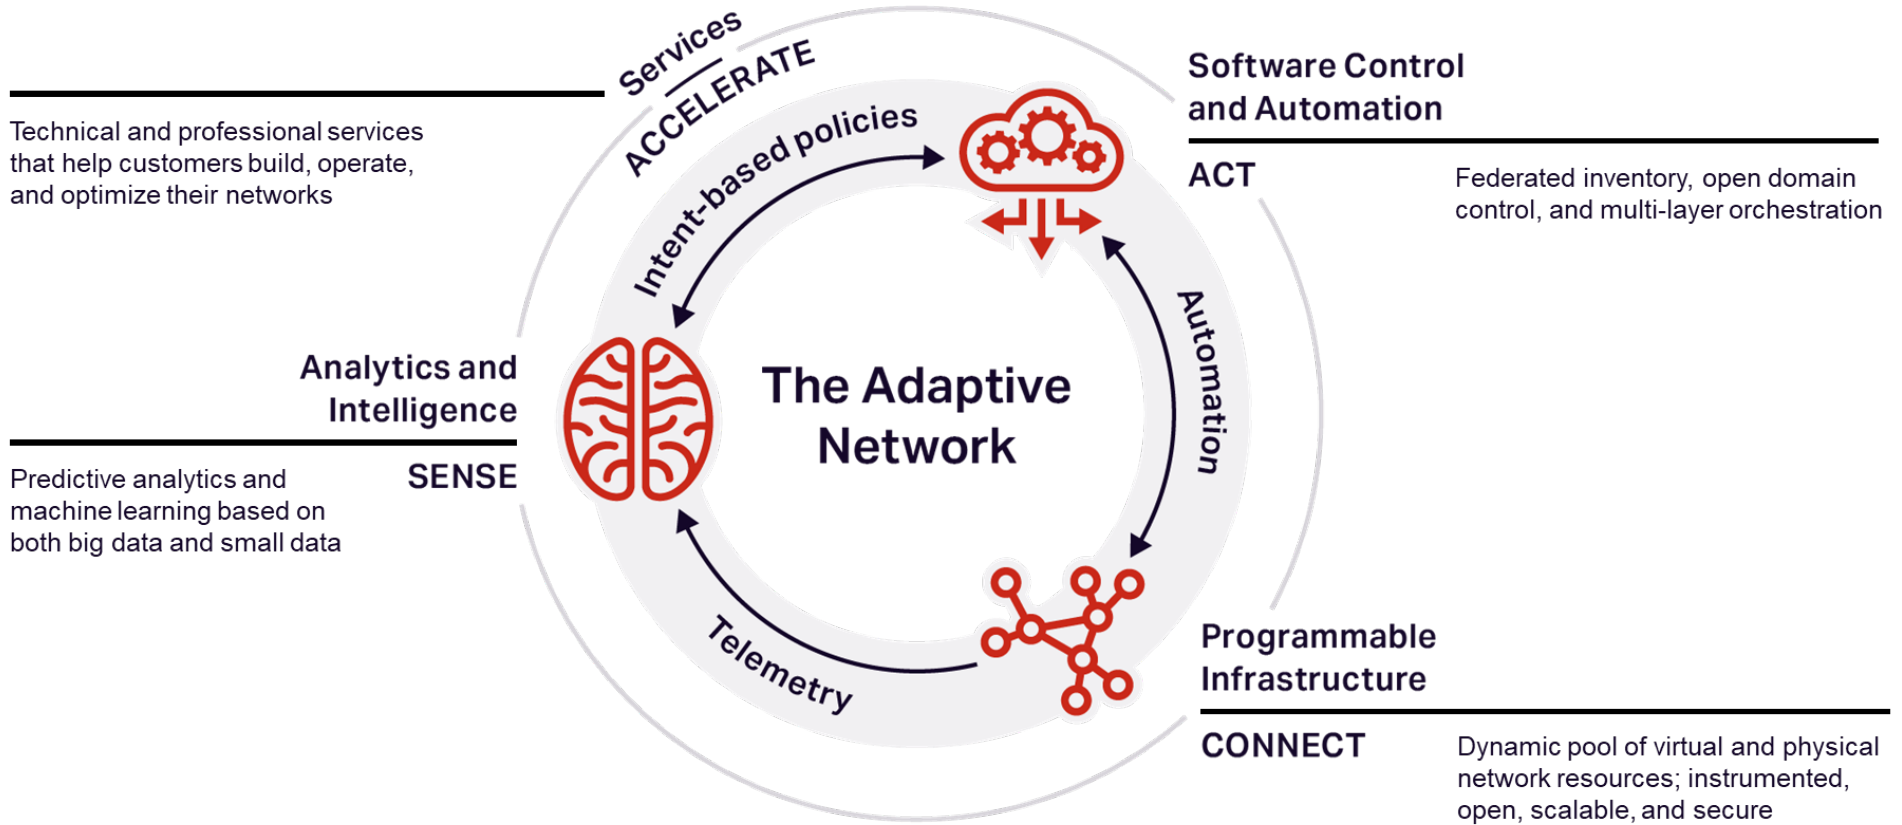 Services
ACCELERATE
Technical and professional services
that help customers build, operate,
and optimize their networks
Software Control
and Automation
ACT
Federated inventory, open domain
control, and multi-layer orchestration
Intent-based policies
Automation
Telemetry
The Adaptive
Network
Analytics and
Intelligence
SENSE
Predictive analytics and
machine learning based on
both big data and small data
Programmable
Infrastructure
CONNECT
Dynamic pool of virtual and physical
network resources; instrumented,
open, scalable, and secure